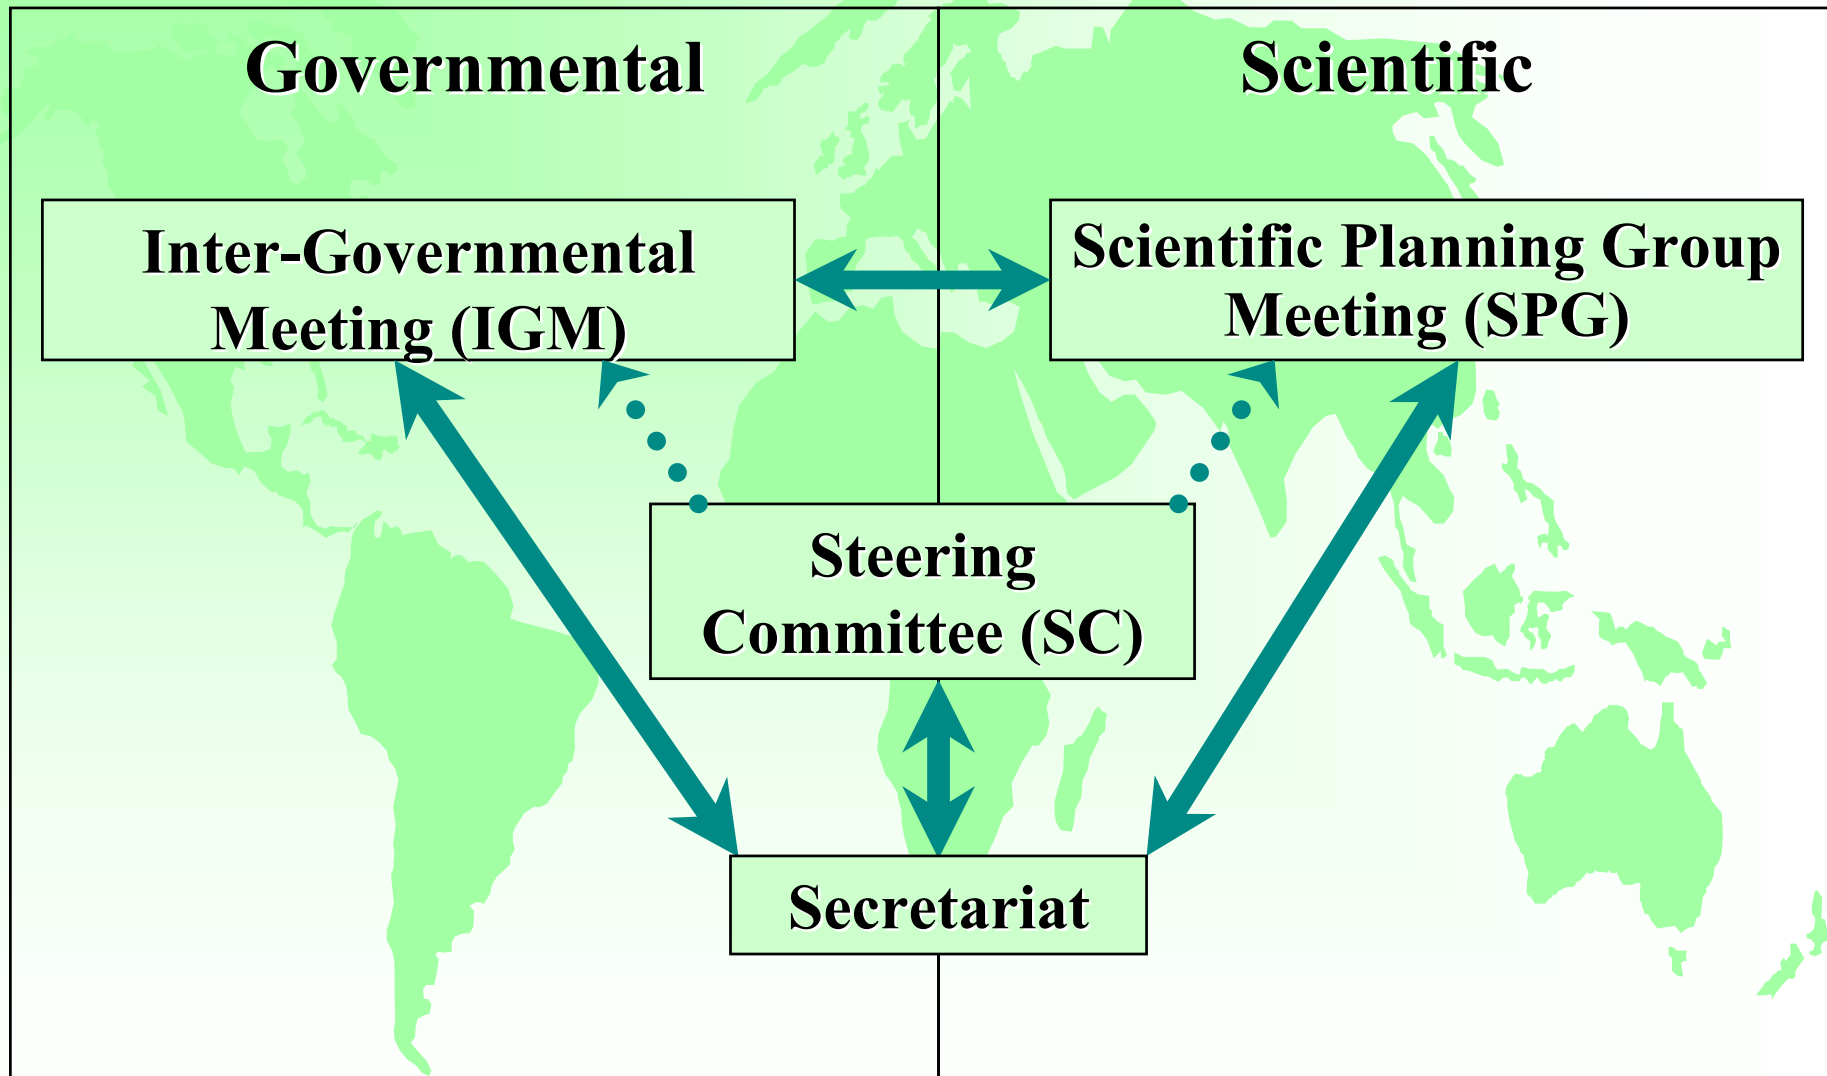 Governmental
Scientific
Inter-Governmental
Meeting (IGM)
Scientific Planning Group
Meeting (SPG)
Steering
Committee (SC)
Secretariat